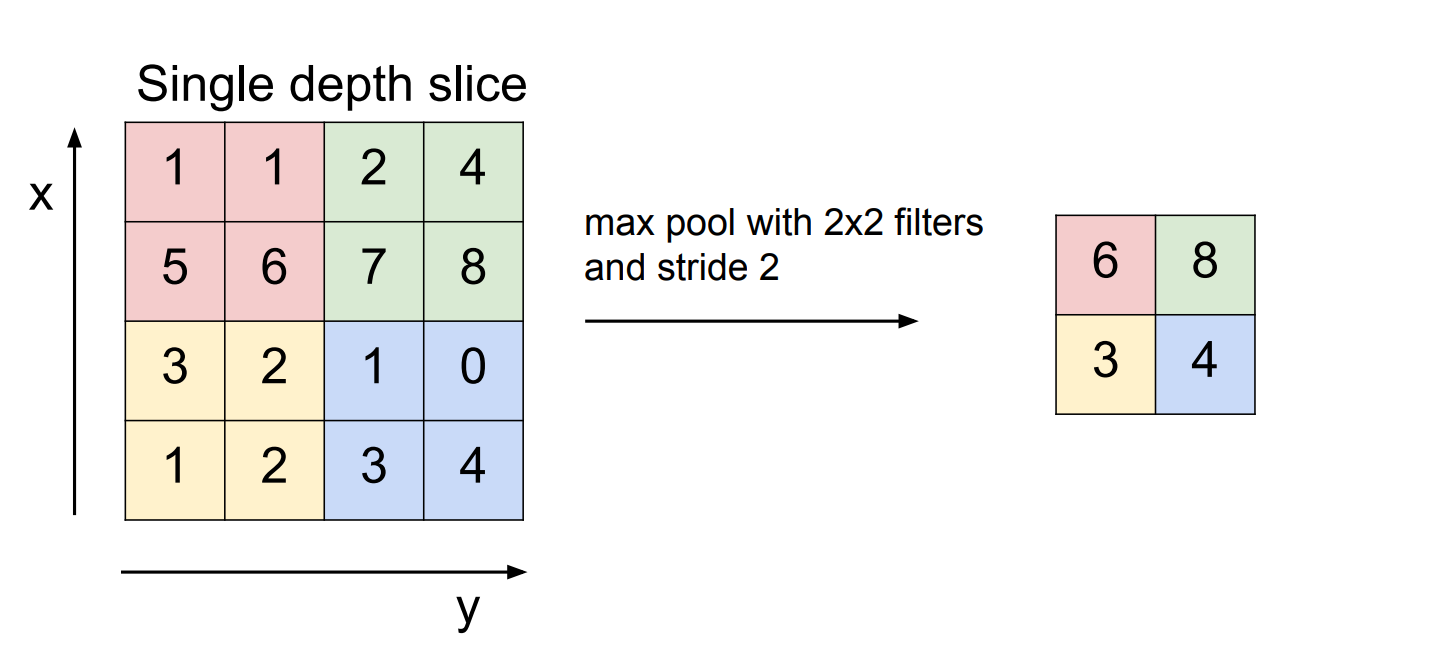 Single depth slice
x
1 1 2 4
5 6 7 8
3 2 1 0
1 2 3 4
y
max pool with 2x2 filters
and stride 2
6 8
3 4